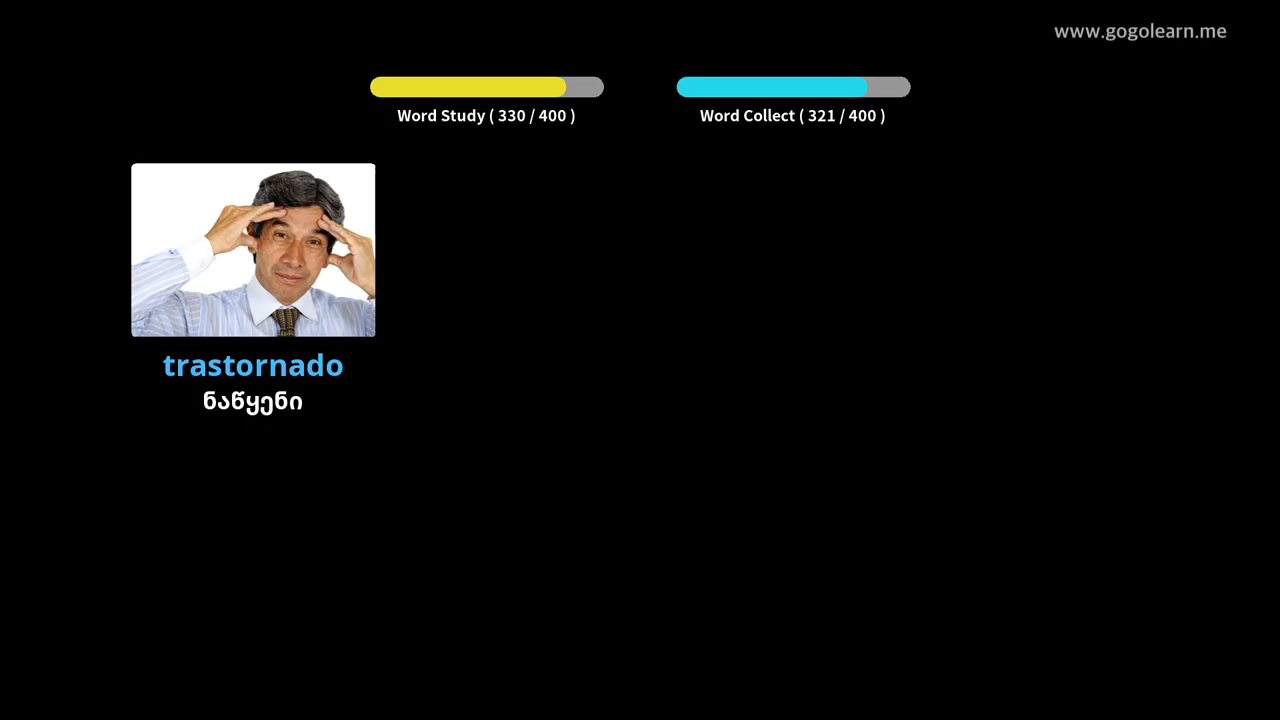 www.gogolearn.me
Word Study ( 330 / 400 )
Word Collect ( 321 / 400 )
trastornado
ნაწყენი